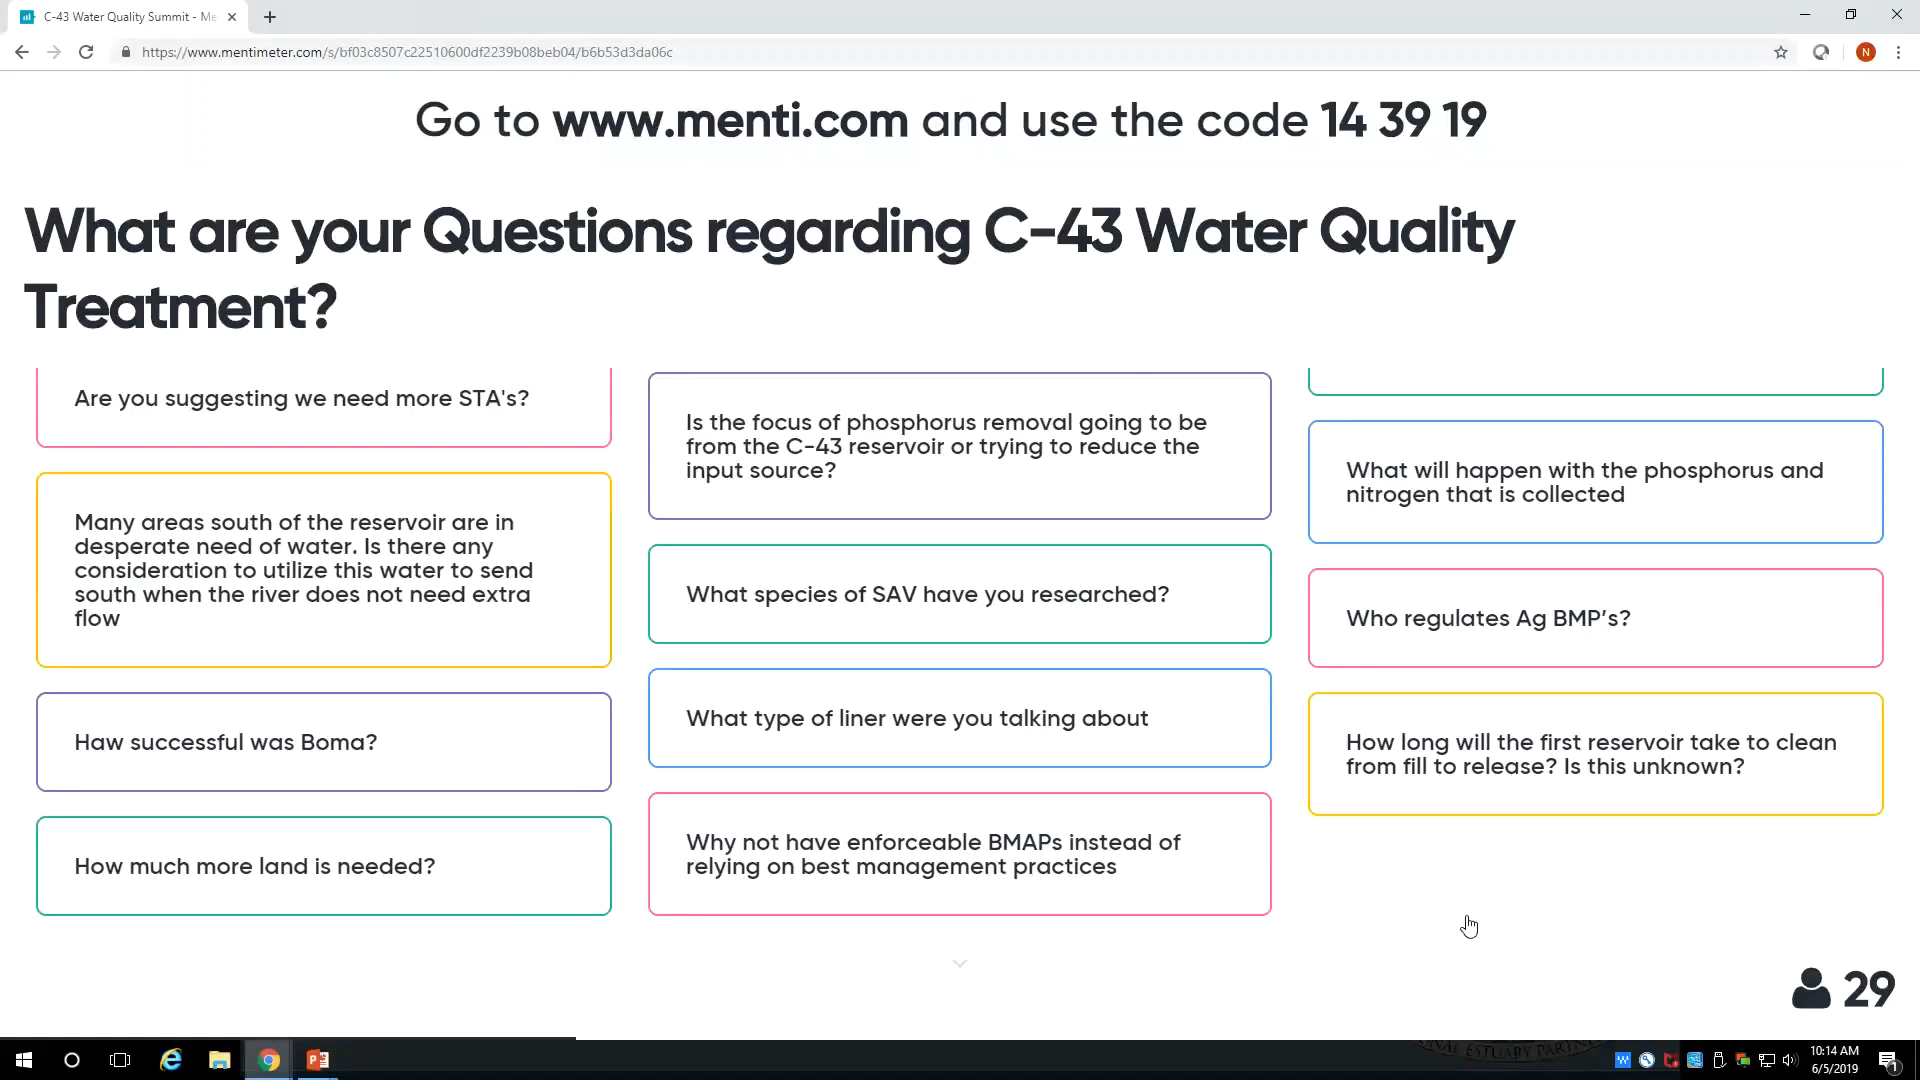 C-43 Water Quality Summit - Me
https://www.mentimeter.com/s/bf03c8507c22510600df2239b08beb04/b6b53d3da06c
N
Go to www.menti.com and use the code 14 39 19
What are your Questions regarding C-43 Water Quality
Treatment?
Are you suggesting we need more STA's?
Many areas south of the reservoir are in
desperate need of water. Is there any
consideration to utilize this water to send
south when the river does not need extra
flow
Haw successful was Boma?
How much more land is needed?
Is the focus of phosphorus removal going to be
from the C-43 reservoir or trying to reduce the
input source?
What species of SAV have you researched?
What type of liner were you talking about
Why not have enforceable BMAPs instead of
relying on best management practices
What will happen with the phosphorus and
nitrogen that is collected
Who regulates Ag BMP's?
How long will the first reservoir take to clean
from fill to release? Is this unknown?
29
ESTUARY
10:14 AM
6/5/2019
1